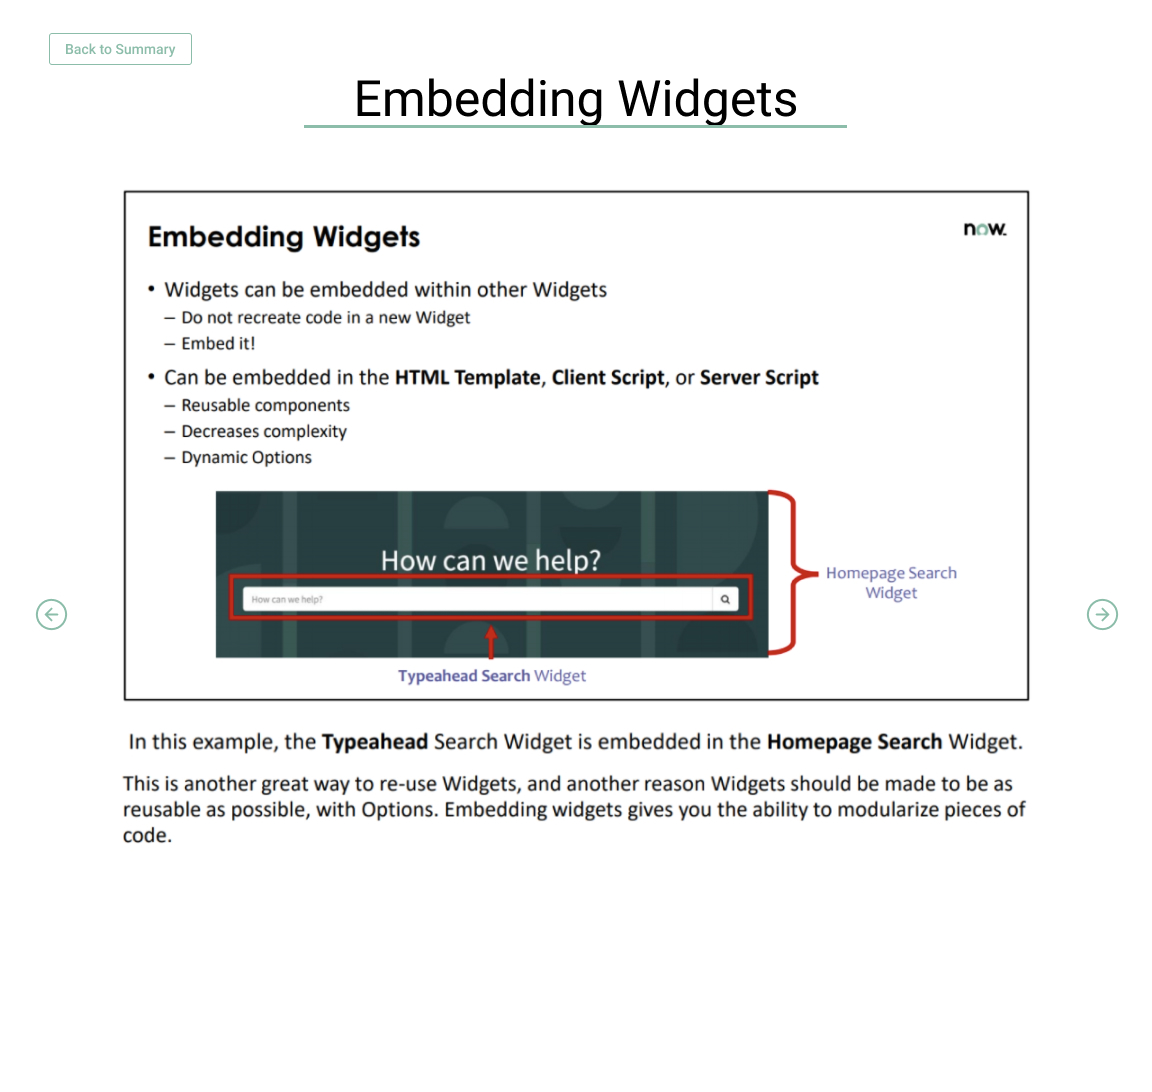 Back to Summary
Embedding Widgets
Embedding Widgets
now.
• Widgets can be embedded within other Widgets
– Do not recreate code in a new Widget
– Embed it!
• Can be embedded in the HTML Template, Client Script, or Server Script
– Reusable components
– Decreases complexity
– Dynamic Options
How can we help?
How can we help?
Homepage Search
Widget
Typeahead Search Widget
In this example, the Typeahead Search Widget is embedded in the Homepage Search Widget.
This is another great way to re-use Widgets, and another reason Widgets should be made to be as
reusable as possible, with Options. Embedding widgets gives you the ability to modularize pieces of
code.